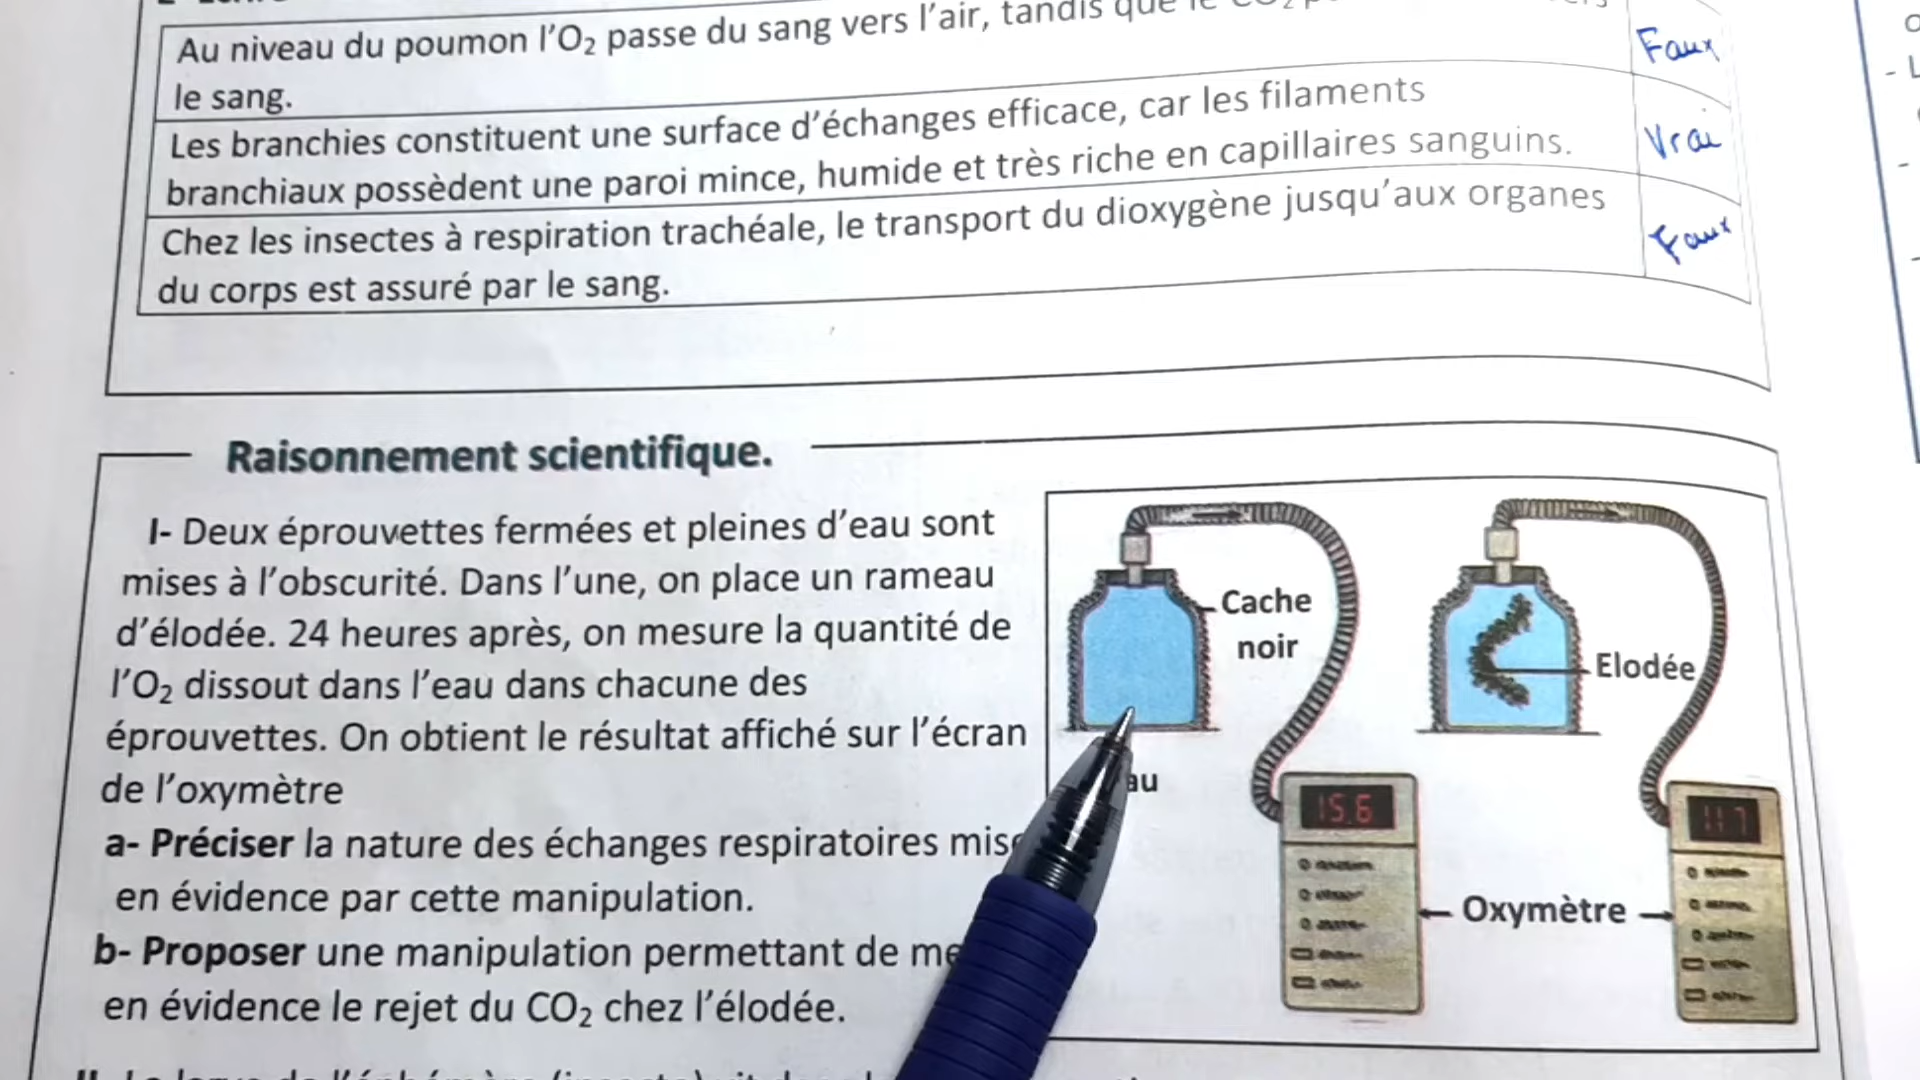 Au niveau du poumon l'O₂ passe du sang vers l'air, tandis que le CO₂
le sang.
Faux
Les branchies constituent une surface d'échanges efficace, car les filaments
branchiaux possèdent une paroi mince, humide et très riche en capillaires sanguins.
Vrai
Chez les insectes à respiration trachéale, le transport du dioxygène jusqu'aux organes
du corps est assuré par le sang.
Faux
Raisonnement scientifique.
I- Deux éprouvettes fermées et pleines d'eau sont
mises à l'obscurité. Dans l'une, on place un rameau
d'élodée. 24 heures après, on mesure la quantité de
l'O₂ dissout dans l'eau dans chacune des
éprouvettes. On obtient le résultat affiché sur l'écran
de l'oxymètre
a- Préciser la nature des échanges respiratoires
en évidence par cette manipulation.
b- Proposer une manipulation permettant de
en évidence le rejet du CO₂ chez l'élodée.
Cache
noir
Elodée
15.6
11 7
Oxymètre